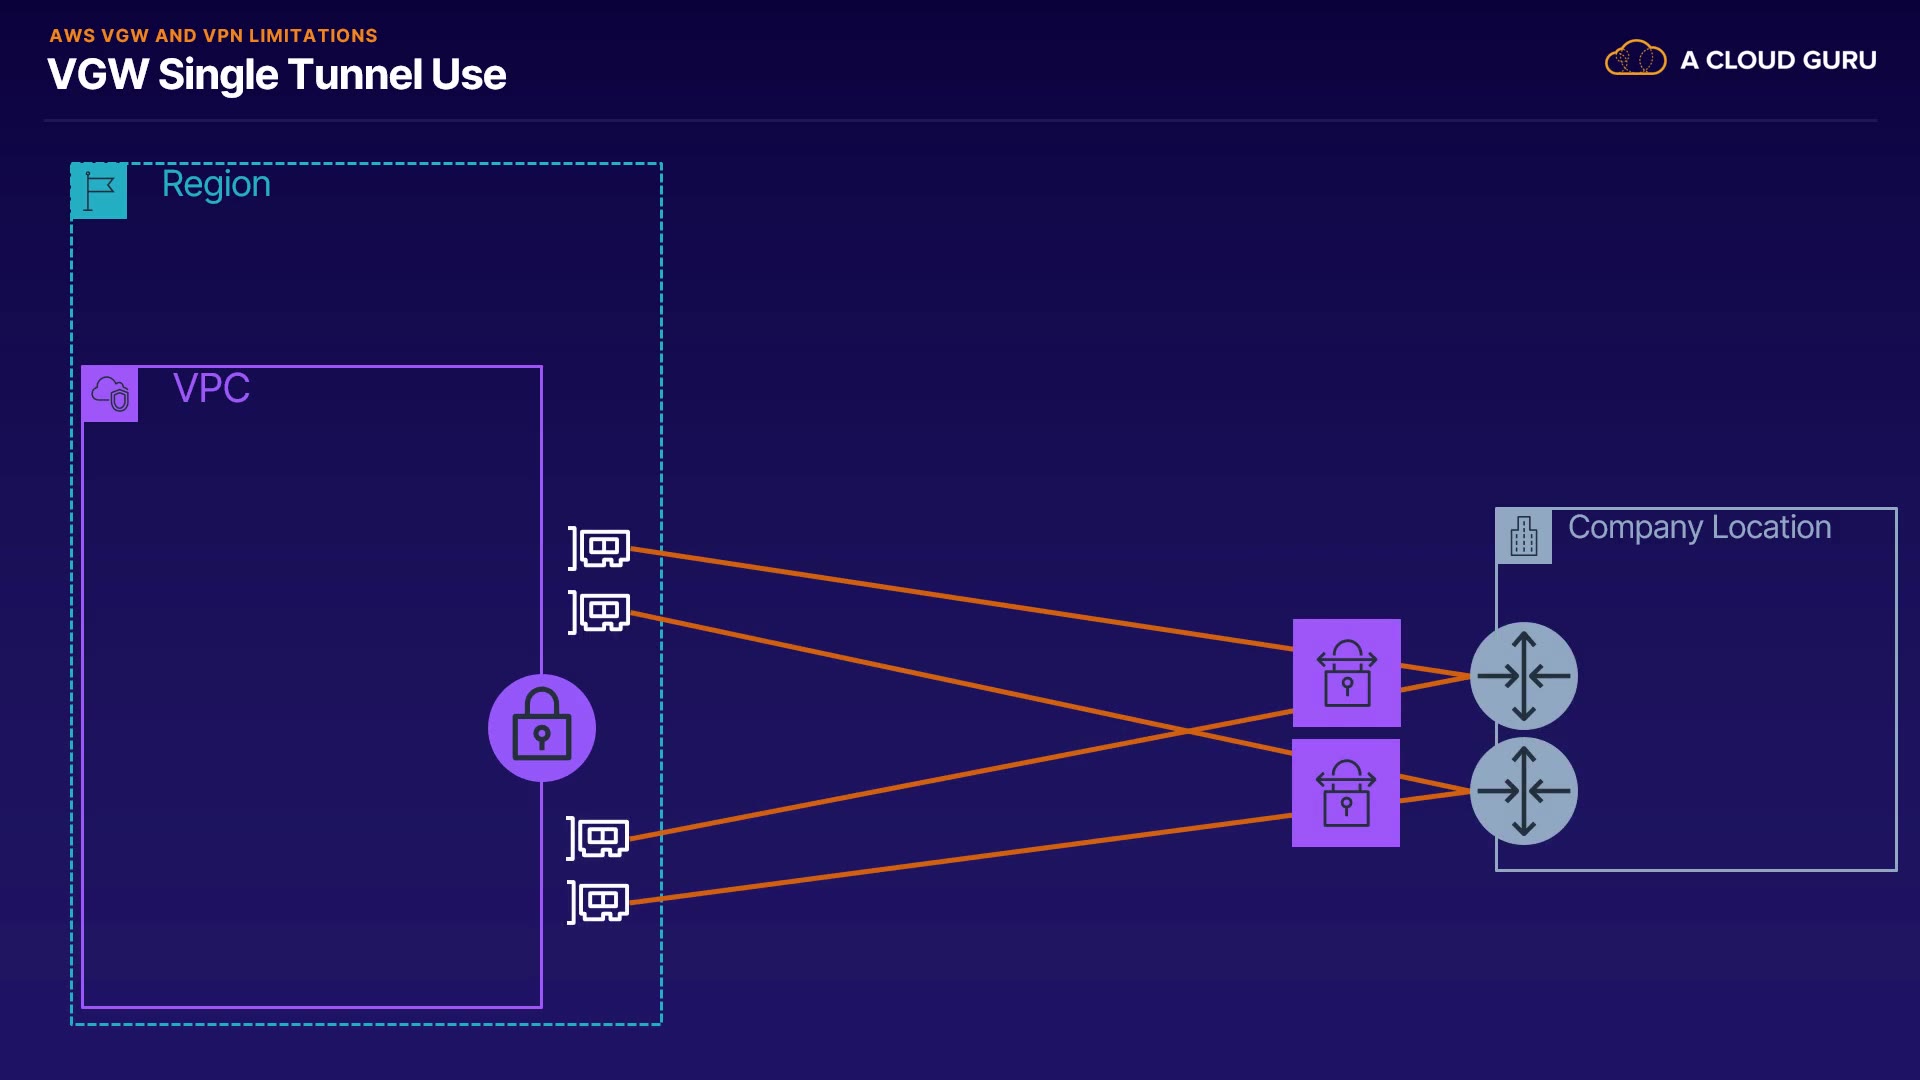 AWS VGW AND VPN LIMITATIONS
VGW Single Tunnel Use
A CLOUD GURU
Region
VPC
Company Location